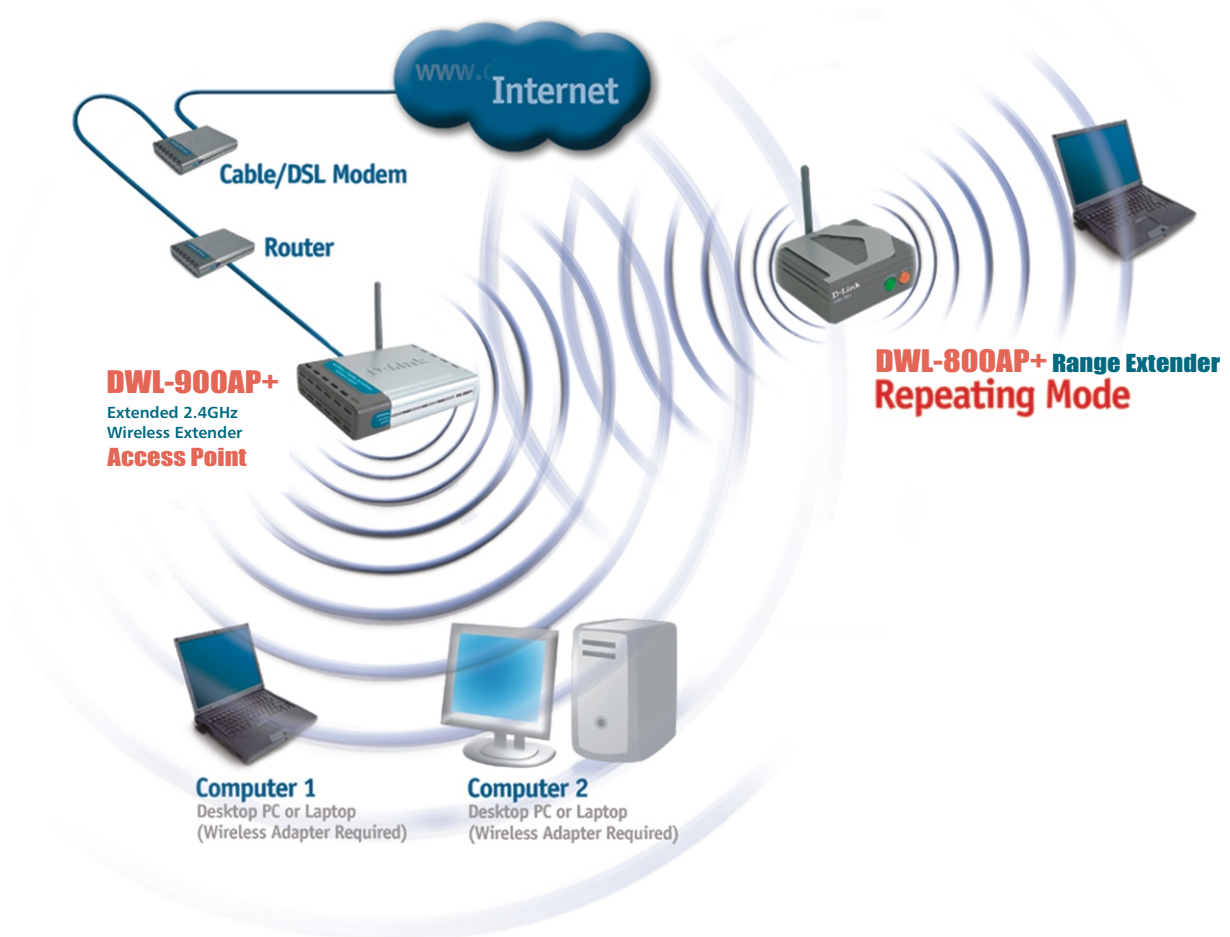 www.d
Internet
Cable/DSL Modem
Router
D-Link
D-Link
DWL-900AP+
Extended 2.4GHz
Wireless Extender
Access Point
DWL-800AP+ Range Extender
Repeating Mode
Computer 1
Desktop PC or Laptop
(Wireless Adapter Required)
Computer 2
Desktop PC or Laptop
(Wireless Adapter Required)